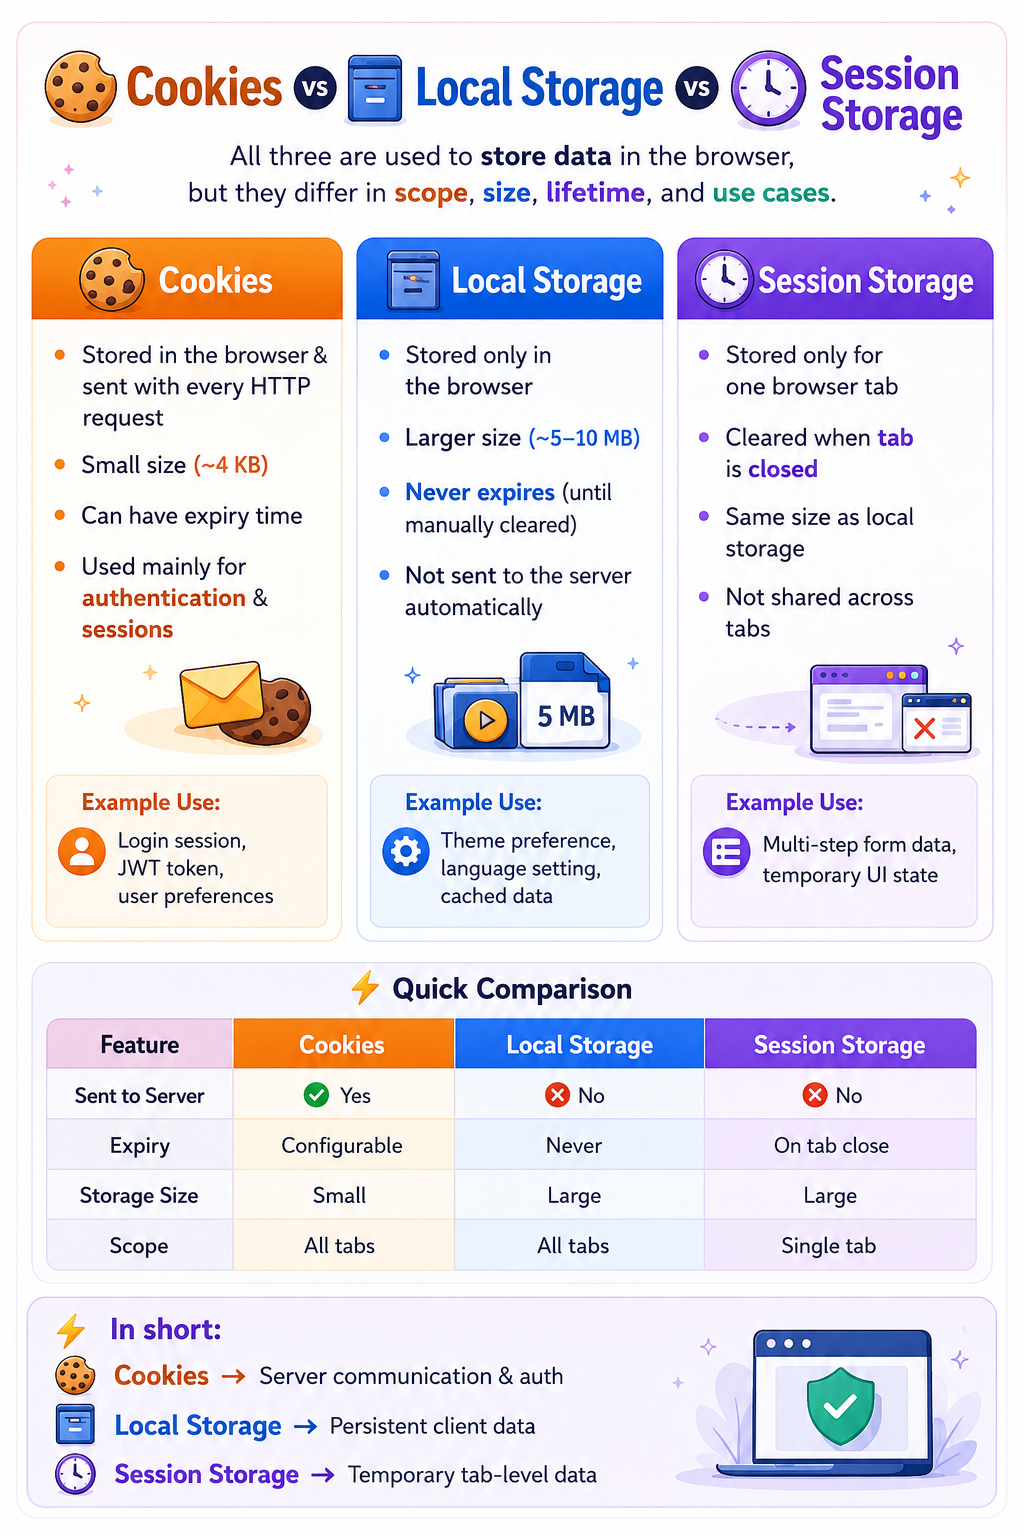 Cookies vs Local Storage vs Session Storage
All three are used to store data in the browser,
but they differ in scope, size, lifetime, and use cases.
Cookies
Stored in the browser &
sent with every HTTP
request
Small size (~4 KB)
Can have expiry time
Used mainly for
authentication &
sessions
Example Use:
Login session,
JWT token,
user preferences
Local Storage
Stored only in
the browser
Larger size (~5–10 MB)
Never expires (until
manually cleared)
Not sent to the server
automatically
5 MB
Example Use:
Theme preference,
language setting,
cached data
Session Storage
Stored only for
one browser tab
Cleared when tab
is closed
Same size as local
storage
Not shared across
tabs
Example Use:
Multi-step form data,
temporary UI state
Quick Comparison
Feature Cookies Local Storage Session Storage
Sent to Server Yes No No
Expiry Configurable Never On tab close
Storage Size Small Large Large
Scope All tabs All tabs Single tab
In short:
Cookies → Server communication & auth
Local Storage → Persistent client data
Session Storage → Temporary tab-level data